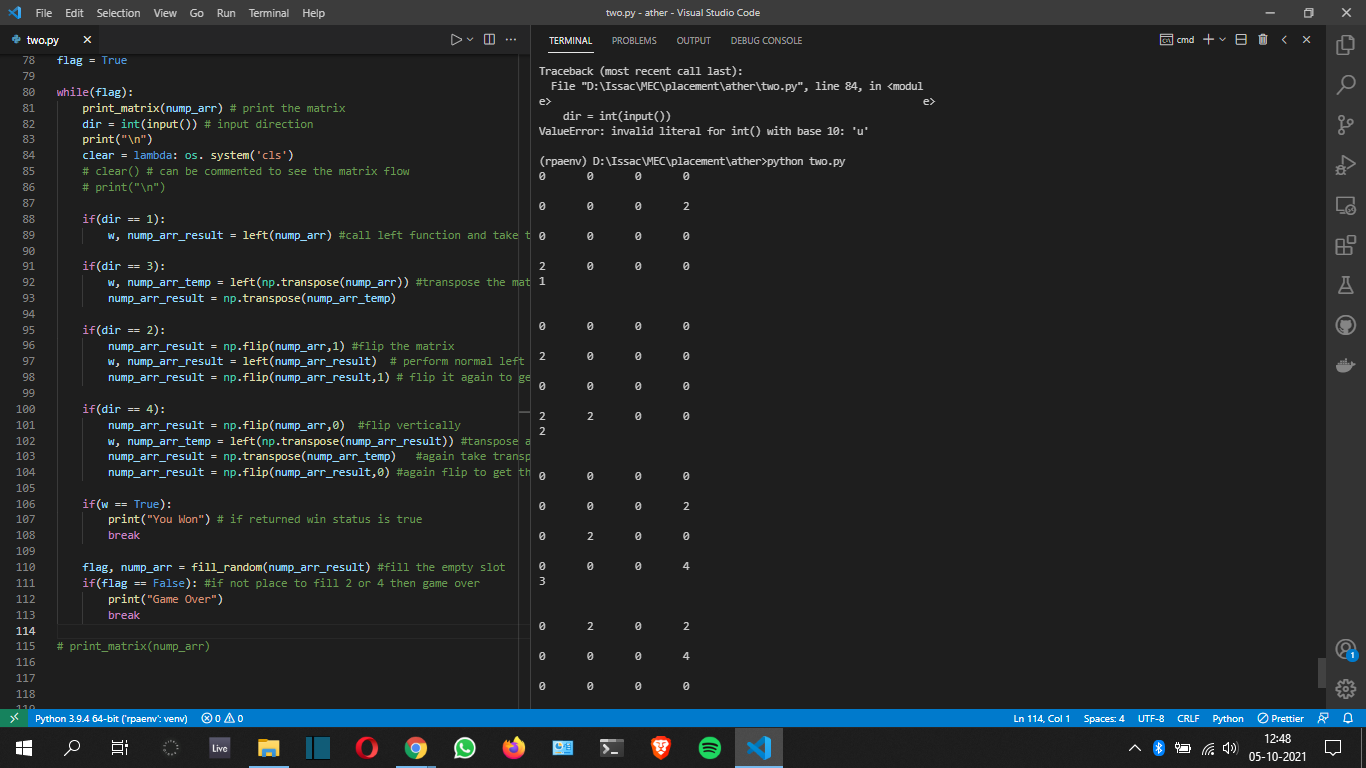 File Edit Selection View Go Run Terminal Help two.py - ather - Visual Studio Code
two.py
78 flag = True
79
80 while(flag):
81 print_matrix(nump_arr) # print the matrix
82 dir = int(input()) # input direction
83 print("\n")
84 clear = lambda: os. system('cls')
85 # clear() # can be commented to see the matrix flow
86 # print("\n")
87
88 if(dir == 1):
89 w, nump_arr_result = left(nump_arr) #call left function and take t
90
91 if(dir == 3):
92 w, nump_arr_temp = left(np.transpose(nump_arr)) #transpose the mat
93 nump_arr_result = np.transpose(nump_arr_temp)
94
95 if(dir == 2):
96 nump_arr_result = np.flip(nump_arr,1) #flip the matrix
97 w, nump_arr_result = left(nump_arr_result) # perform normal left
98 nump_arr_result = np.flip(nump_arr_result,1) # flip it again to ge
99
100 if(dir == 4):
101 nump_arr_result = np.flip(nump_arr,0) #flip vertically
102 w, nump_arr_temp = left(np.transpose(nump_arr_result)) #tanspose a
103 nump_arr_result = np.transpose(nump_arr_temp) #again take transp
104 nump_arr_result = np.flip(nump_arr_result,0) #again flip to get th
105
106 if(w == True):
107 print("You Won") # if returned win status is true
108 break
109
110 flag, nump_arr = fill_random(nump_arr_result) #fill the empty slot
111 if(flag == False): #if not place to fill 2 or 4 then game over
112 print("Game Over")
113 break
114
115 # print_matrix(nump_arr)
116
117
118
119
TERMINAL PROBLEMS OUTPUT DEBUG CONSOLE cmd
Traceback (most recent call last):
File "D:\Issac\MEC\placement\ather\two.py", line 84, in <modul
e> e>
dir = int(input())
ValueError: invalid literal for int() with base 10: 'u'
(rpaenv) D:\Issac\MEC\placement\ather>python two.py
0 0 0 0
0 0 0 2
0 0 0 0
2 0 0 0
1
0 0 0 0
2 0 0 0
0 0 0 0
2 2 0 0
2
0 0 0 0
0 0 0 2
0 2 0 0
0 0 0 4
3
0 2 0 2
0 0 0 4
0 0 0 0
1
Python 3.9.4 64-bit ('rpaenv': venv) 0 0 Ln 114, Col 1 Spaces: 4 UTF-8 CRLF Python Prettier
Live
12:48
05-10-2021